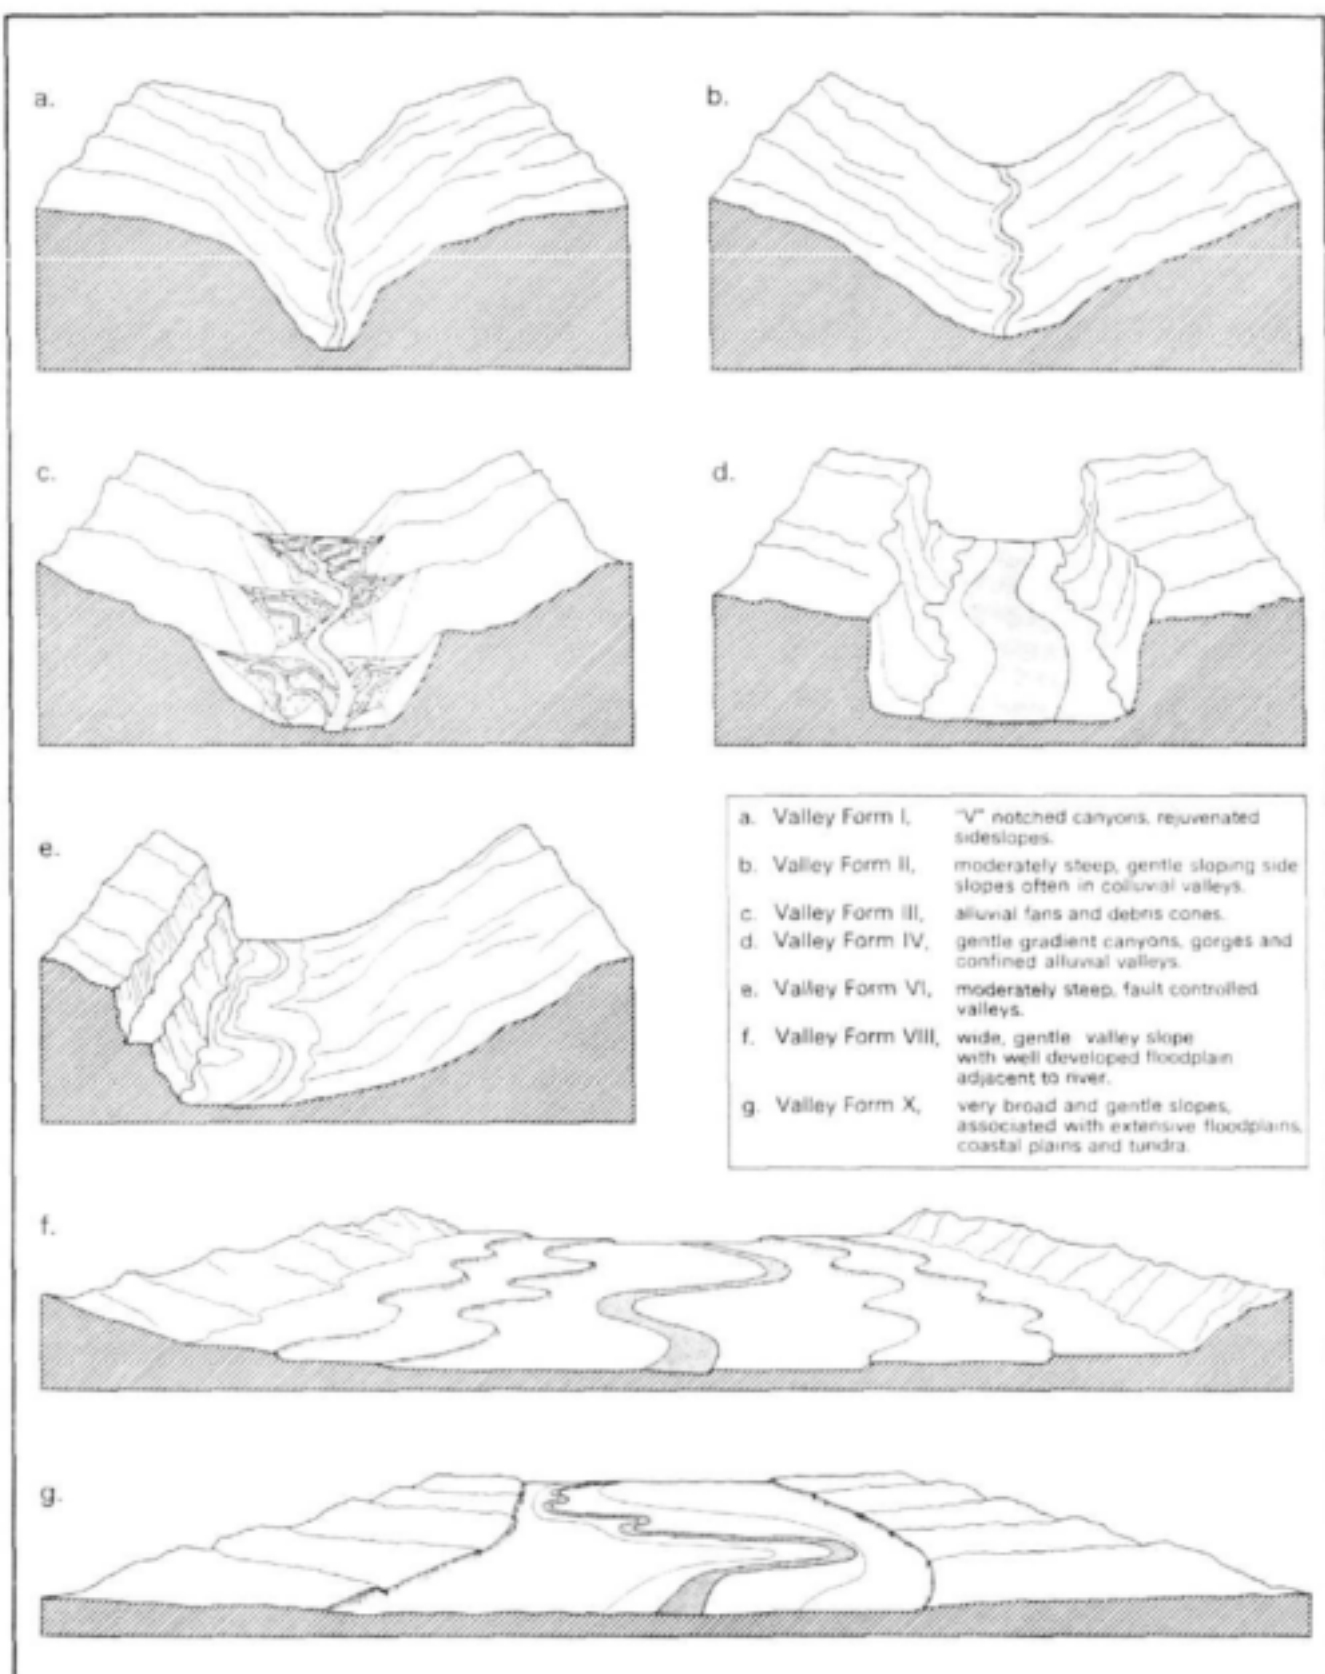 a.
b.
c.
d.
e.
a. Valley Form I, "V" notched canyons, rejuvenated
sideslopes.
b. Valley Form II, moderately steep, gentle sloping side
slopes often in colluvial valleys.
c. Valley Form III, alluvial fans and debris cones.
d. Valley Form IV, gentle gradient canyons, gorges and
confined alluvial valleys.
e. Valley Form VI, moderately steep, fault controlled
valleys.
f. Valley Form VIII, wide, gentle valley slope
with well developed floodplain
adjacent to river.
g. Valley Form X, very broad and gentle slopes,
associated with extensive floodplains,
coastal plains and tundra.
f.
g.